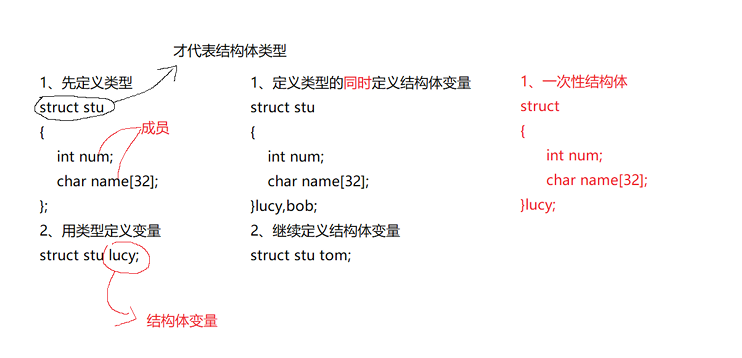 才代表结构体类型
1、先定义类型
struct stu
{
成员
int num;
char name[32];
};
2、用类型定义变量
struct stu lucy;
结构体变量
1、定义类型的同时定义结构体变量
struct stu
{
int num;
char name[32];
}lucy,bob;
2、继续定义结构体变量
struct stu tom;
1、一次性结构体
struct
{
int num;
char name[32];
}lucy;